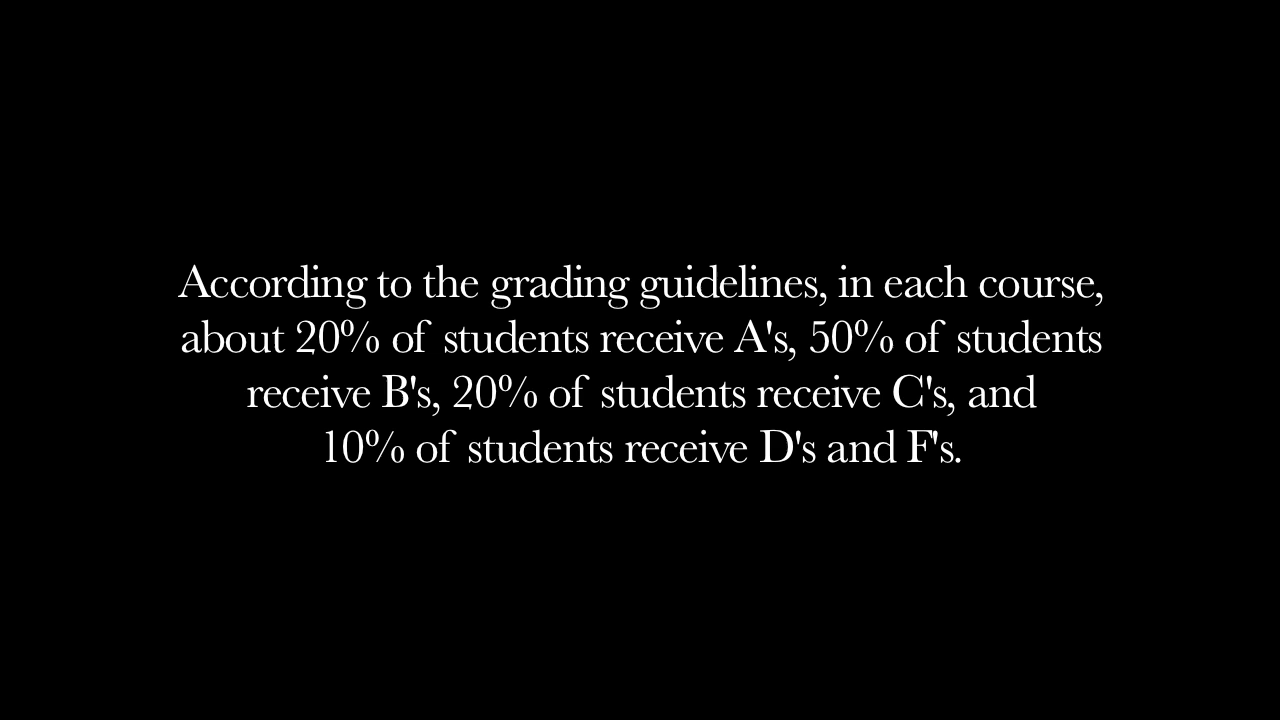 According to the grading guidelines, in each course,
about 20% of students receive A's, 50% of students
receive B's, 20% of students receive C's, and
10% of students receive D's and F's.